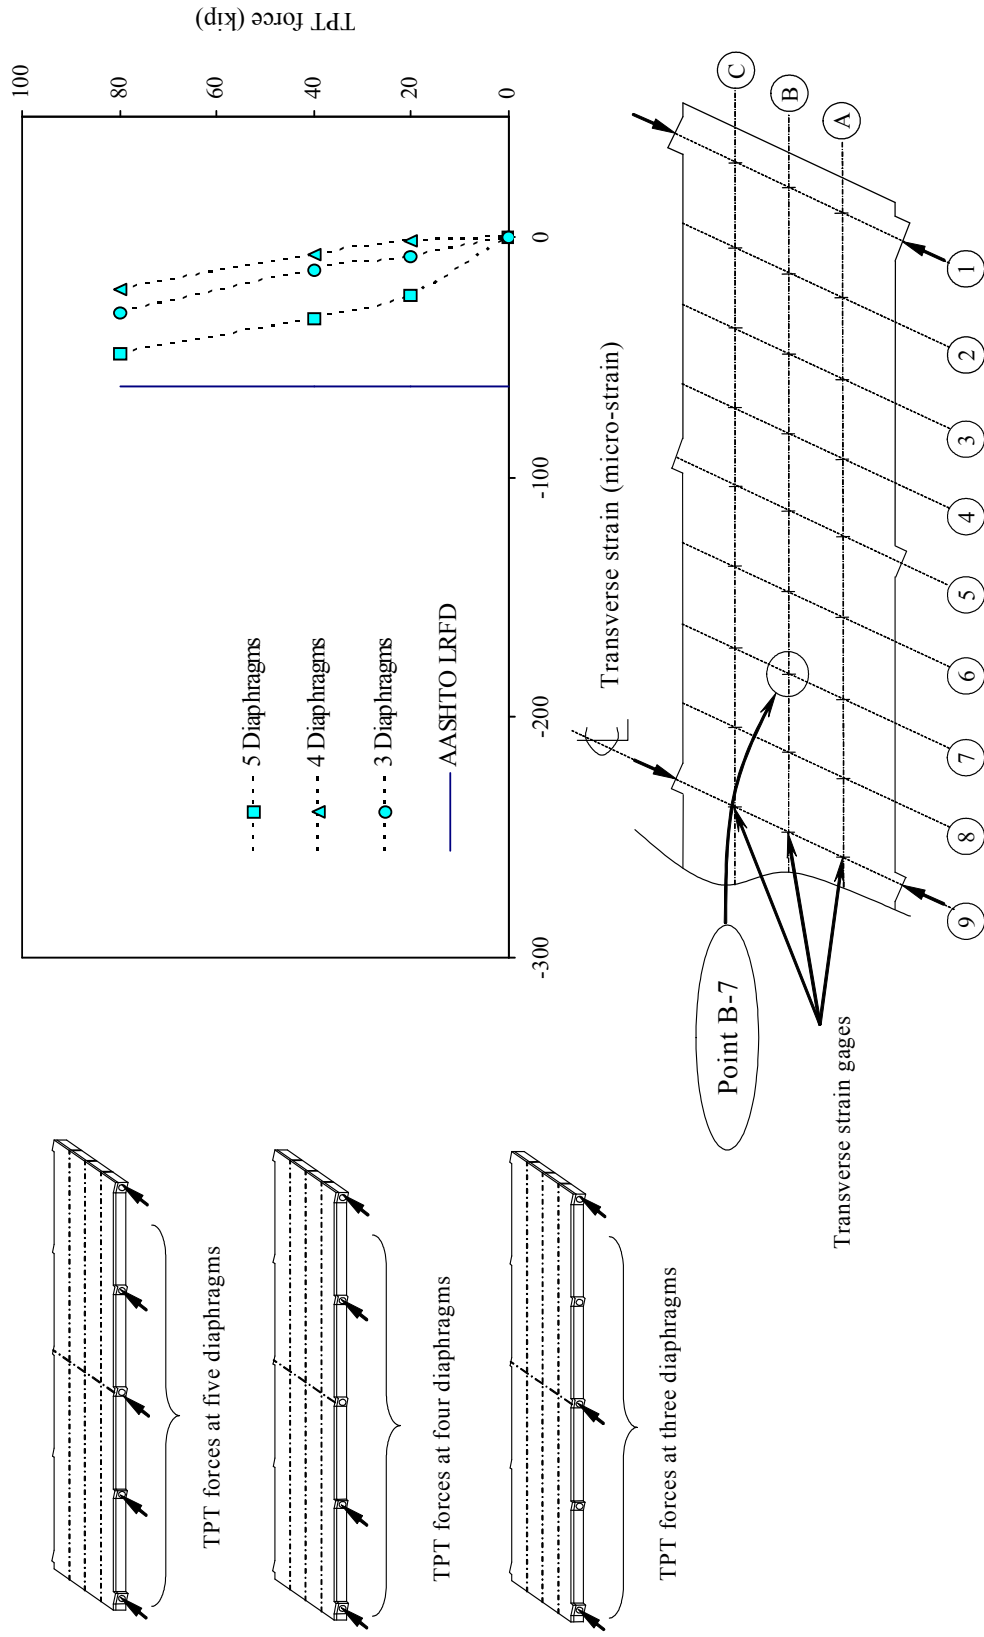 TPT forces at five diaphragms
TPT forces at four diaphragms
TPT forces at three diaphragms
5 Diaphragms
4 Diaphragms
3 Diaphragms
AASHTO LRFD
100
80
60
40
20
0
TPT force (kip)
-300
-200
-100
0
Transverse strain (micro-strain)
Point B-7
Transverse strain gages
C
B
A
9
8
7
6
5
4
3
2
1